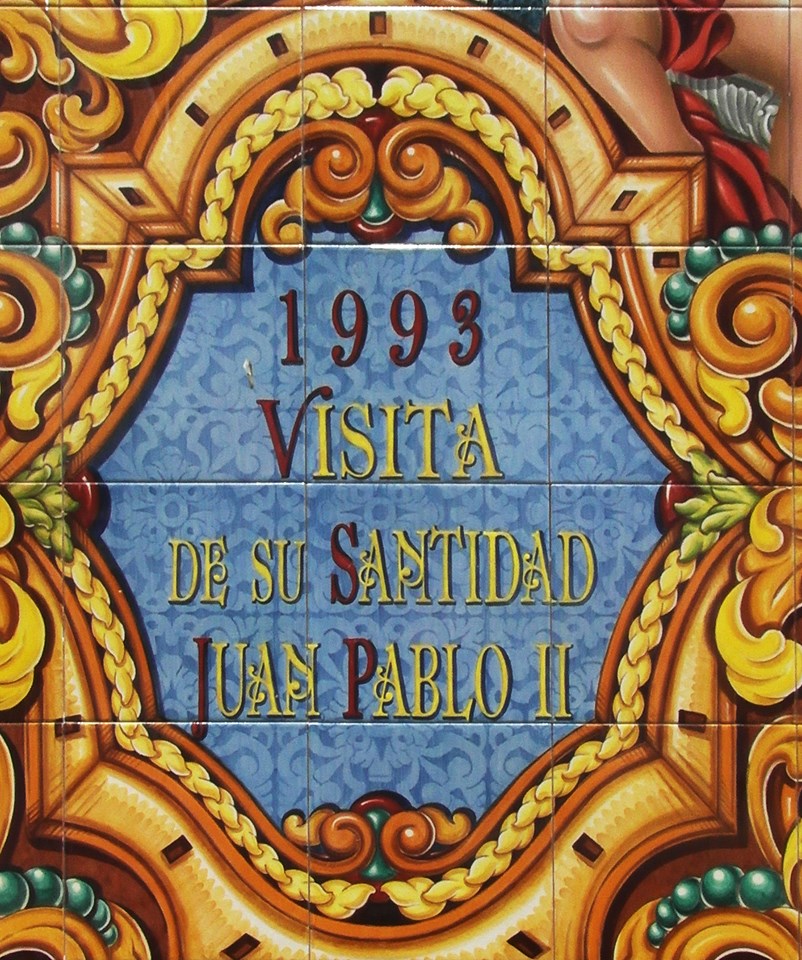 1993
VISITA
DE SU SANTIDAD
JUAN PABLO II